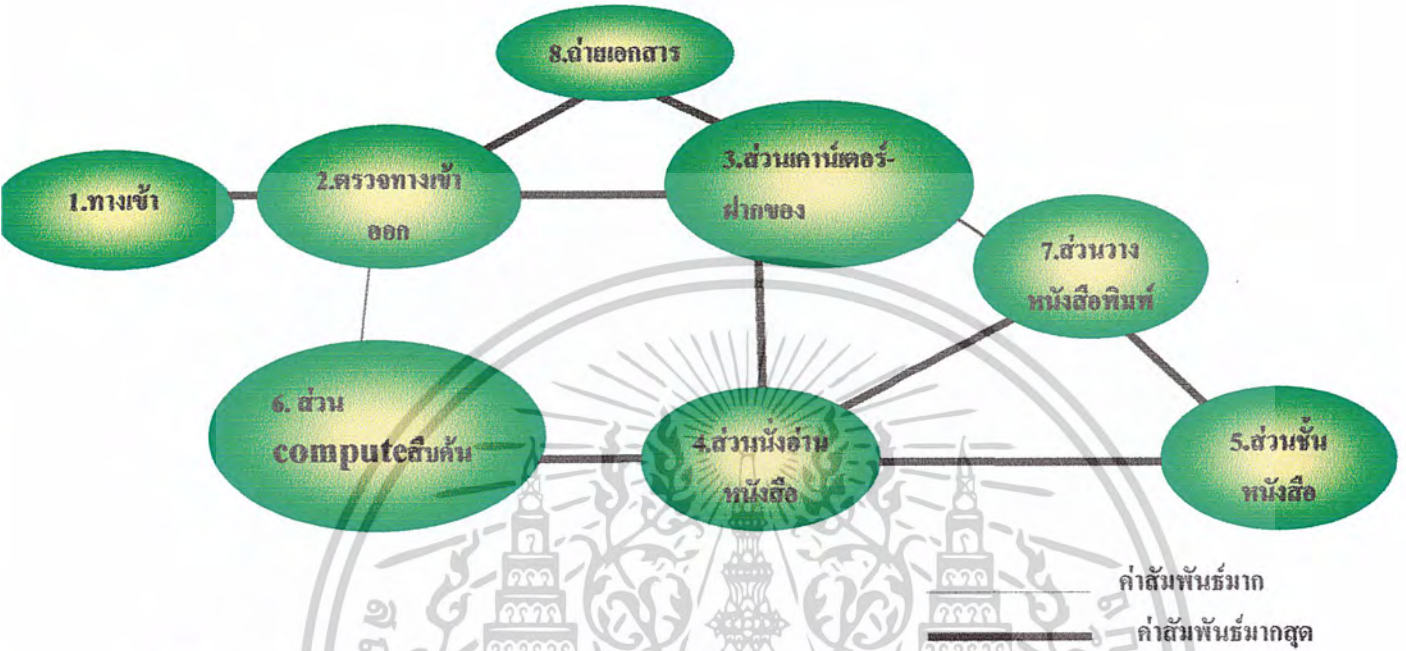 8.ถ่ายเอกสาร
1.ทางเข้า
2.ตรวจทางเข้า
ออก
3.ส่วนเคาน์เตอร์-
ฝากของ
7.ส่วนวาง
หนังสือพิมพ์
6. ส่วน
computeสืบค้น
4.ส่วนนั่งอ่าน
หนังสือ
5.ส่วนชั้น
หนังสือ
ค่าสัมพันธ์มาก
ค่าสัมพันธ์มากสุด